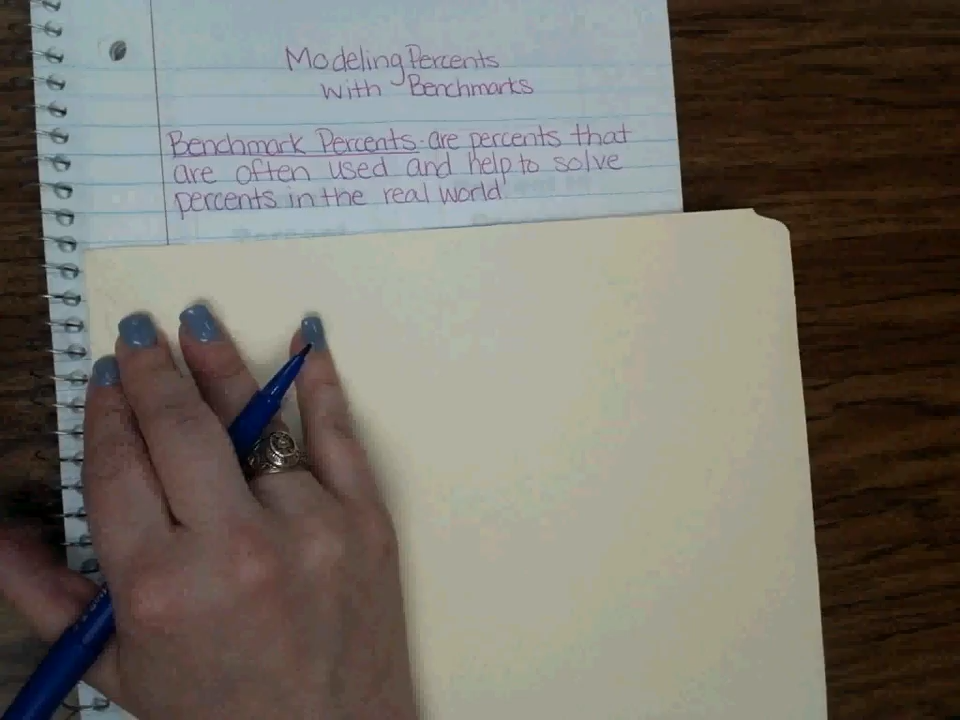 Modeling Percents
with Benchmarks
Benchmark Percents - are percents that
are often used and help to solve
percents in the real world